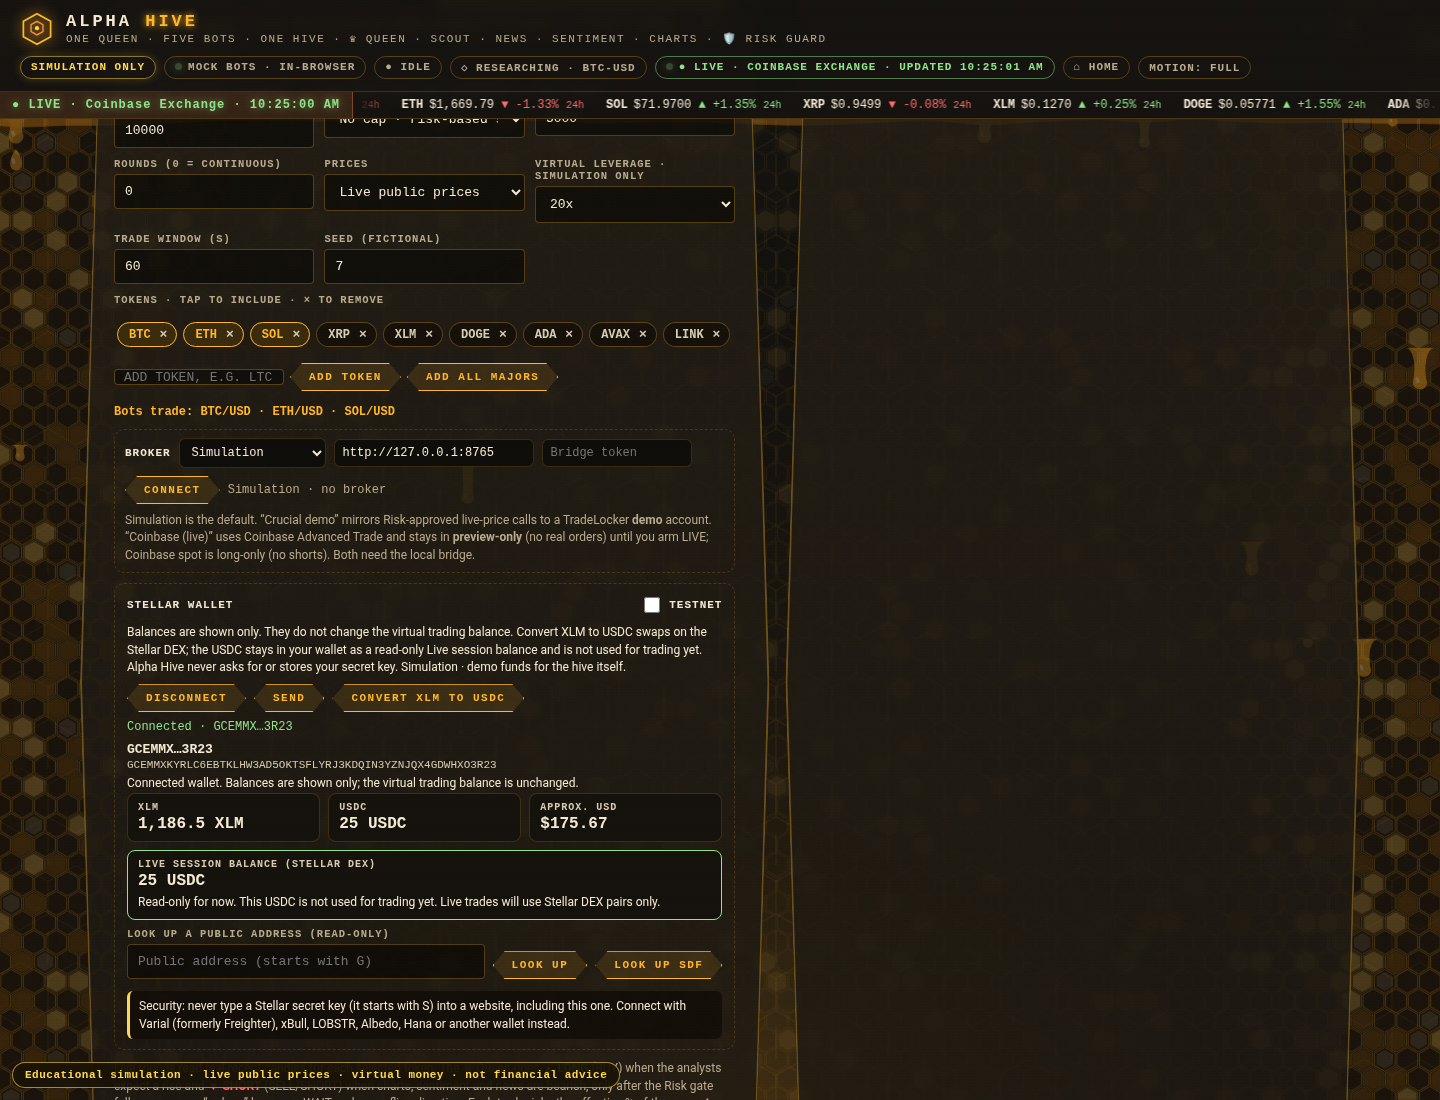 ALPHA HIVE
ONE QUEEN · FIVE BOTS · ONE HIVE · ♛ QUEEN · SCOUT · NEWS · SENTIMENT · CHARTS · 🛡️ RISK GUARD
SIMULATION ONLY
MOCK BOTS · IN-BROWSER
● IDLE
◇ RESEARCHING · BTC-USD
● LIVE · COINBASE EXCHANGE · UPDATED 10:25:01 AM
⌂ HOME
MOTION: FULL
● LIVE · Coinbase Exchange · 10:25:00 AM
24h ETH $1,669.79 ▼ -1.33% 24h SOL $71.9700 ▲ +1.35% 24h XRP $0.9499 ▼ -0.08% 24h XLM $0.1270 ▲ +0.25% 24h DOGE $0.05771 ▲ +1.55% 24h ADA $0.
10000
No cap · risk-based
5000
ROUNDS (0 = CONTINUOUS)
0
PRICES
Live public prices
VIRTUAL LEVERAGE ·
SIMULATION ONLY
20x
TRADE WINDOW (S)
60
SEED (FICTIONAL)
7
TOKENS · TAP TO INCLUDE · × TO REMOVE
BTC × ETH × SOL × XRP × XLM × DOGE × ADA × AVAX × LINK ×
ADD TOKEN, E.G. LTC
ADD TOKEN
ADD ALL MAJORS
Bots trade: BTC/USD · ETH/USD · SOL/USD
BROKER
Simulation
http://127.0.0.1:8765
Bridge token
CONNECT
Simulation · no broker
Simulation is the default. “Crucial demo” mirrors Risk-approved live-price calls to a TradeLocker demo account.
“Coinbase (live)” uses Coinbase Advanced Trade and stays in preview-only (no real orders) until you arm LIVE;
Coinbase spot is long-only (no shorts). Both need the local bridge.
STELLAR WALLET
TESTNET
Balances are shown only. They do not change the virtual trading balance. Convert XLM to USDC swaps on the
Stellar DEX; the USDC stays in your wallet as a read-only Live session balance and is not used for trading yet.
Alpha Hive never asks for or stores your secret key. Simulation · demo funds for the hive itself.
DISCONNECT
SEND
CONVERT XLM TO USDC
Connected · GCEMMX…3R23
GCEMMX…3R23
GCEMMXKYRLC6EBTKLHW3AD5OKTSFLYRJ3KDQIN3YZNJQX4GDWHXO3R23
Connected wallet. Balances are shown only; the virtual trading balance is unchanged.
XLM
1,186.5 XLM
USDC
25 USDC
APPROX. USD
$175.67
LIVE SESSION BALANCE (STELLAR DEX)
25 USDC
Read-only for now. This USDC is not used for trading yet. Live trades will use Stellar DEX pairs only.
LOOK UP A PUBLIC ADDRESS (READ-ONLY)
Public address (starts with G)
LOOK UP
LOOK UP SDF
Security: never type a Stellar secret key (it starts with S) into a website, including this one. Connect with
Varial (formerly Freighter), xBull, LOBSTR, Albedo, Hana or another wallet instead.
) when the analysts
Educational simulation · live public prices · virtual money · not financial advice
after the Risk gate